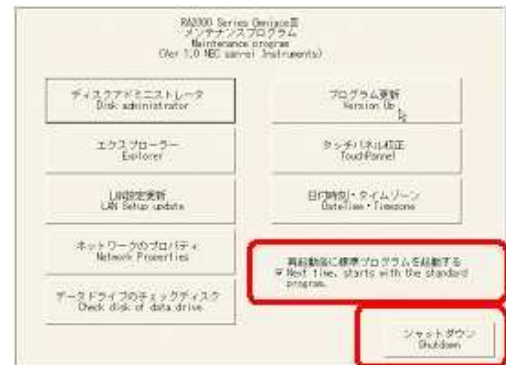 RA2000 Series OmniaceⅢ
メンテナンスプログラム
Maintenance program
(Ver 1.0 NEC san-ei Instruments)
ディスクアドミニストレータ
Disk administrator
エクスプローラー
Explorer
LAN設定更新
LAN Setup update
ネットワークのプロパティ
Network Properties
データドライブのチェックディスク
Check disk of data drive
プログラム更新
Version Up
タッチパネル校正
TouchPannel
日付時刻・タイムゾーン
DateTime・Timezone
再起動後に標準プログラムを起動する
Next time, starts with the standard
program.
シャットダウン
Shutdown